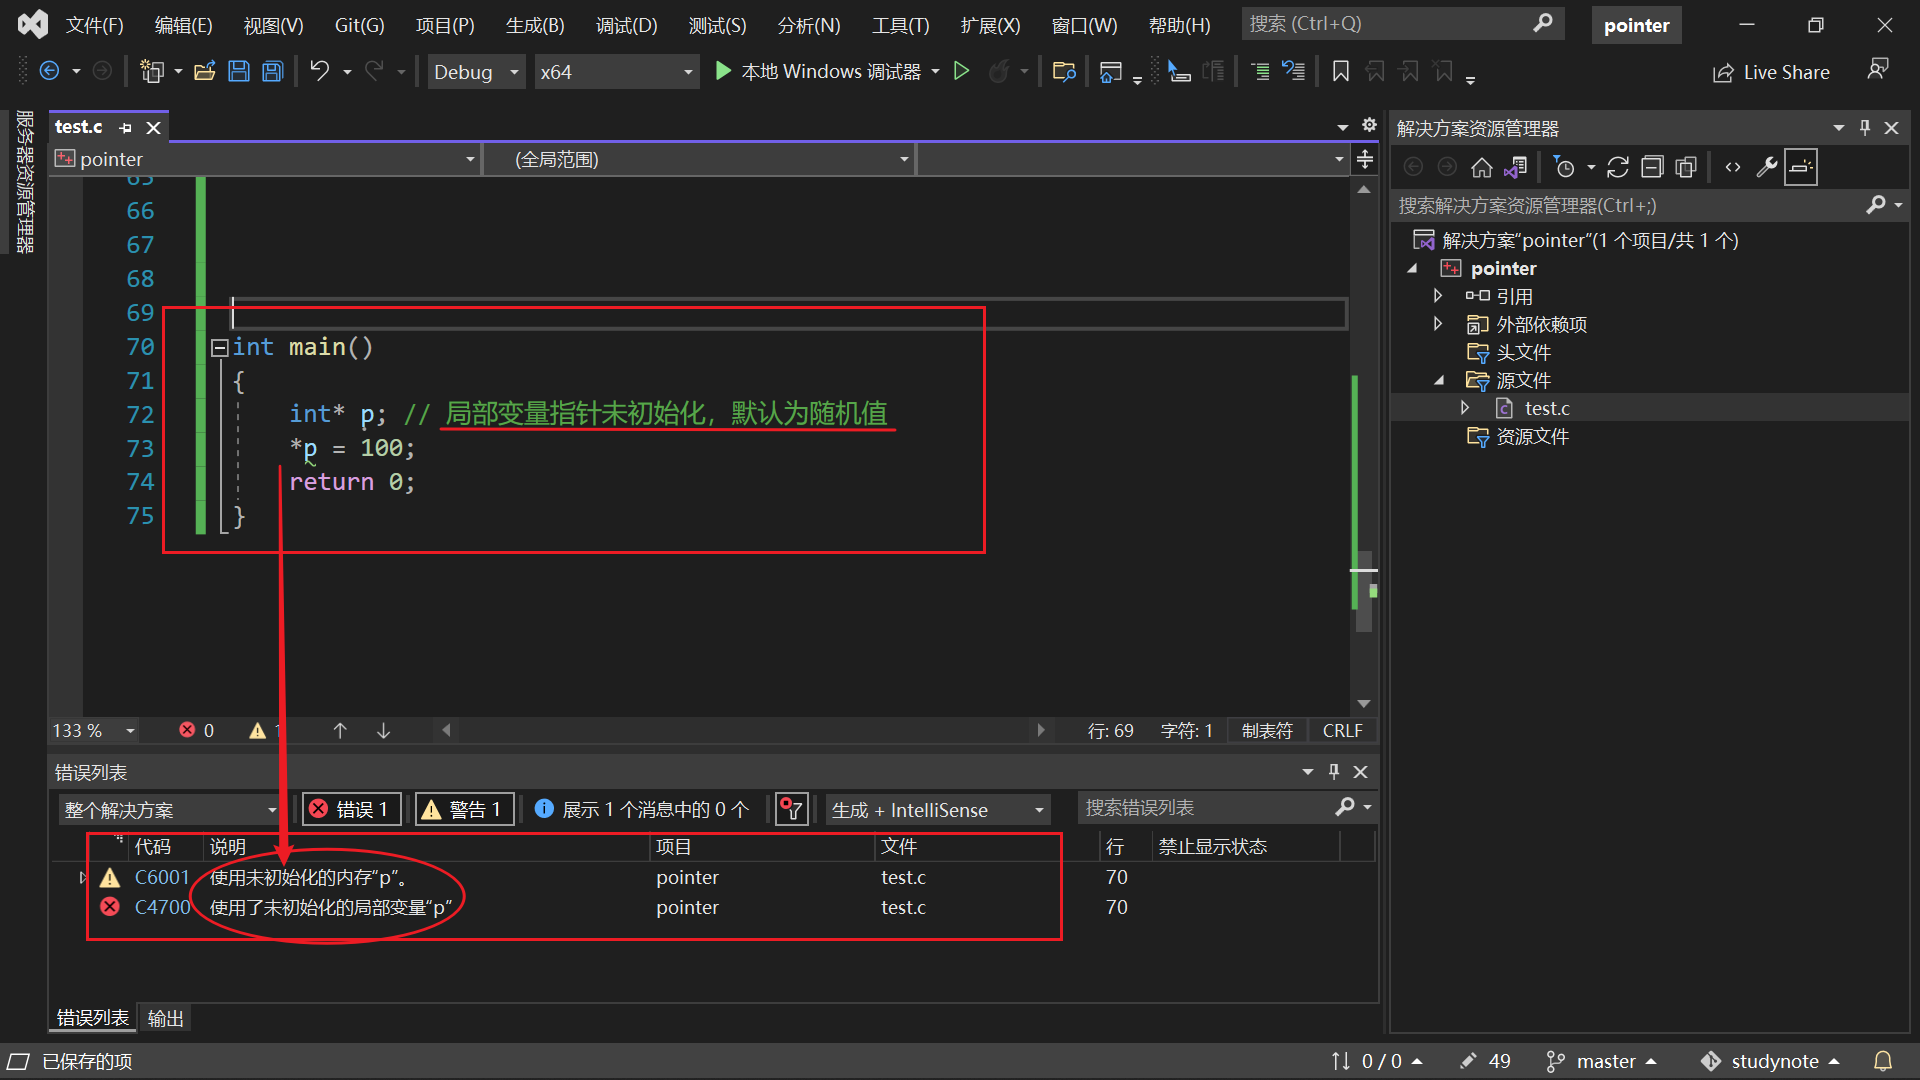 文件(F) 编辑(E) 视图(V) Git(G) 项目(P) 生成(B) 调试(D) 测试(S) 分析(N) 工具(T) 扩展(X) 窗口(W) 帮助(H) 搜索 (Ctrl+Q) pointer
Debug x64 本地 Windows 调试器 Live Share
服务器资源管理器
test.c
pointer (全局范围)
65
66
67
68
69
70 int main()
71 {
72 int* p; // 局部变量指针未初始化，默认为随机值
73 *p = 100;
74 return 0;
75 }
133 % 0 1 行: 69 字符: 1 制表符 CRLF
错误列表
整个解决方案 错误 1 警告 1 展示 1 个消息中的 0 个 生成 + IntelliSense 搜索错误列表
代码 说明 项目 文件 行 禁止显示状态
C6001 使用未初始化的内存“p”。 pointer test.c 70
C4700 使用了未初始化的局部变量“p” pointer test.c 70
错误列表 输出
解决方案资源管理器
搜索解决方案资源管理器(Ctrl+;)
解决方案“pointer”(1 个项目/共 1 个)
pointer
引用
外部依赖项
头文件
源文件
test.c
资源文件
已保存的项 0 / 0 49 master studynote